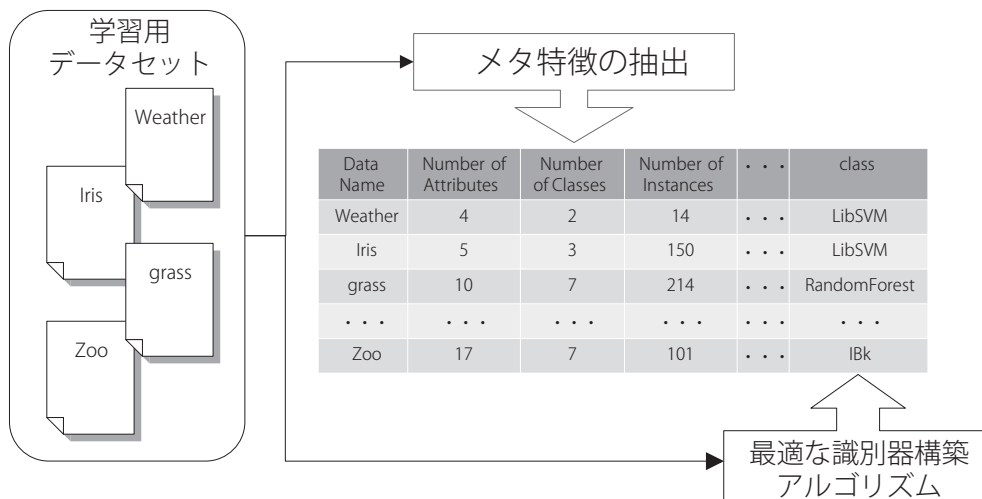 学習用
データセット
Weather
Iris
grass
Zoo
メタ特徴の抽出
Data Name Number of Attributes Number of Classes Number of Instances ・・・ class
Weather 4 2 14 ・・・ LibSVM
Iris 5 3 150 ・・・ LibSVM
grass 10 7 214 ・・・ RandomForest
・・・ ・・・ ・・・ ・・・ ・・・ ・・・
Zoo 17 7 101 ・・・ IBk
最適な識別器構築
アルゴリズム